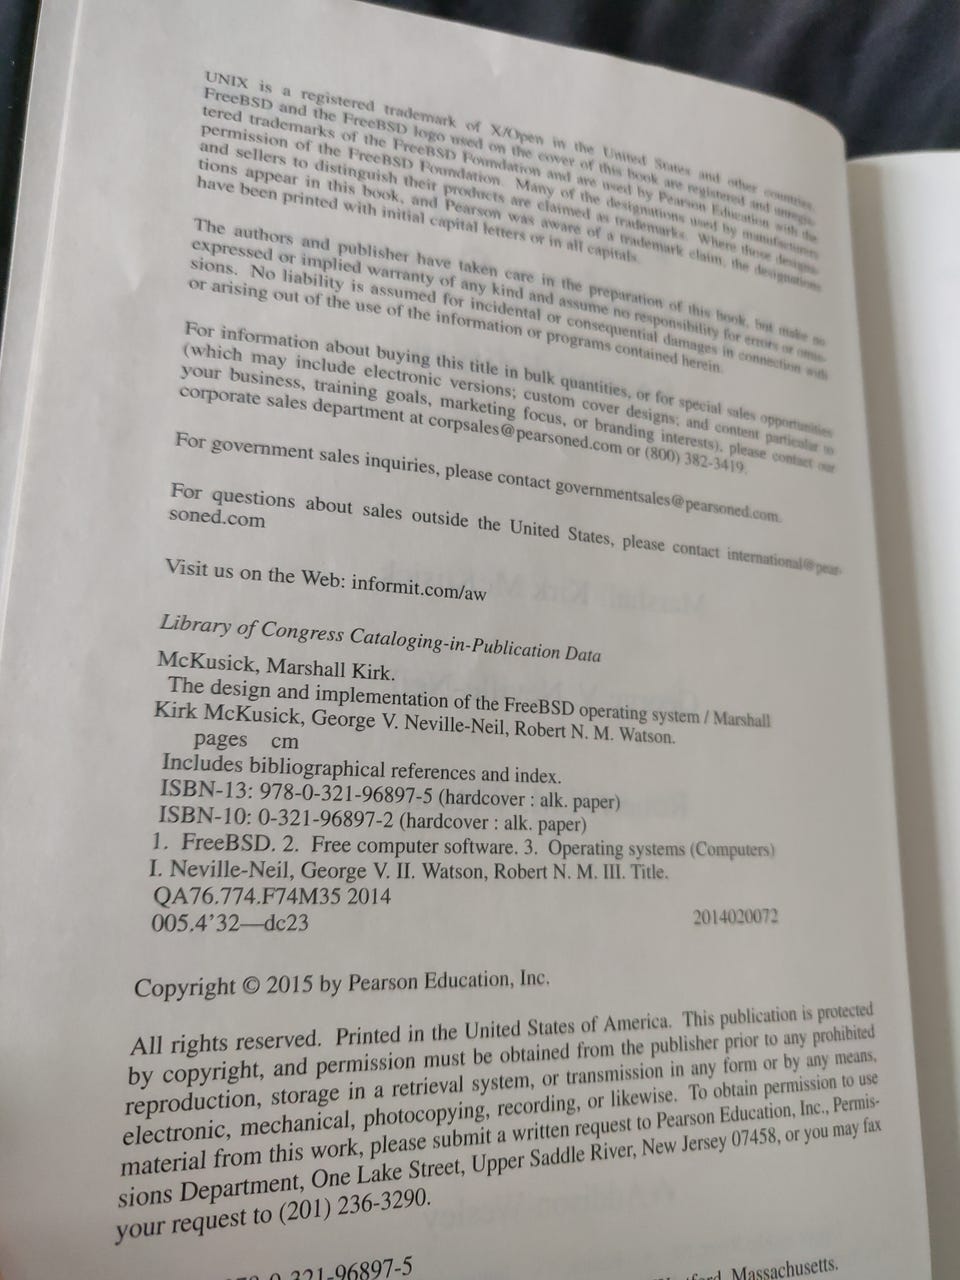 UNIX is a registered trademark of X/Open in the United States and other countries.
FreeBSD and the FreeBSD logo used on the cover of this book are registered and unregis-
tered trademarks of the FreeBSD Foundation and are used by Pearson Education with the
permission of the FreeBSD Foundation. Many of the designations used by manufacturers
and sellers to distinguish their products are claimed as trademarks. Where those designa-
tions appear in this book, and Pearson was aware of a trademark claim, the designations
have been printed with initial capital letters or in all capitals.
The authors and publisher have taken care in the preparation of this book, but make no
expressed or implied warranty of any kind and assume no responsibility for errors or omis-
sions. No liability is assumed for incidental or consequential damages in connection with
or arising out of the use of the information or programs contained herein.
For information about buying this title in bulk quantities, or for special sales opportunities
(which may include electronic versions; custom cover designs; and content particular to
your business, training goals, marketing focus, or branding interests), please contact our
corporate sales department at corpsales@pearsoned.com or (800) 382-3419.
For government sales inquiries, please contact governmentsales@pearsoned.com.
For questions about sales outside the United States, please contact international@pear-
soned.com
Visit us on the Web: informit.com/aw
Library of Congress Cataloging-in-Publication Data
McKusick, Marshall Kirk.
The design and implementation of the FreeBSD operating system / Marshall
Kirk McKusick, George V. Neville-Neil, Robert N. M. Watson.
pages cm
Includes bibliographical references and index.
ISBN-13: 978-0-321-96897-5 (hardcover : alk. paper)
ISBN-10: 0-321-96897-2 (hardcover : alk. paper)
1. FreeBSD. 2. Free computer software. 3. Operating systems (Computers)
I. Neville-Neil, George V. II. Watson, Robert N. M. III. Title.
QA76.774.F74M35 2014
005.4'32—dc23 2014020072
Copyright © 2015 by Pearson Education, Inc.
All rights reserved. Printed in the United States of America. This publication is protected
by copyright, and permission must be obtained from the publisher prior to any prohibited
reproduction, storage in a retrieval system, or transmission in any form or by any means,
electronic, mechanical, photocopying, recording, or likewise. To obtain permission to use
material from this work, please submit a written request to Pearson Education, Inc., Permis-
sions Department, One Lake Street, Upper Saddle River, New Jersey 07458, or you may fax
your request to (201) 236-3290.
0-321-96897-5
Massachusetts.